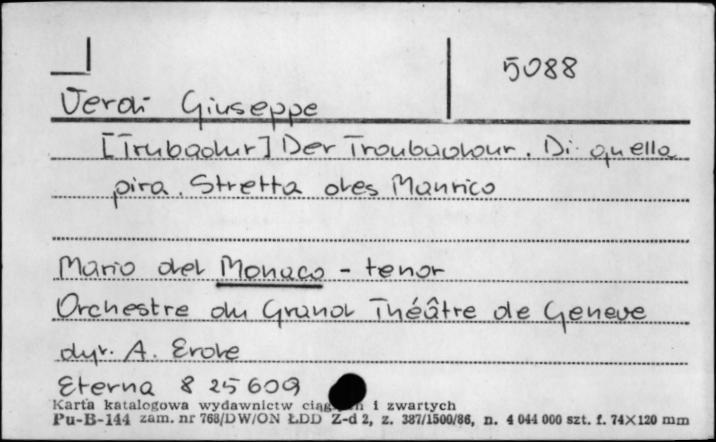 5088
Verdi Giuseppe
[Trubadur] Der Troubadour. Di quella
pira. Stretta des Manrico
Mario del Monaco - tenor
Orchestre du Grand Théâtre de Geneve
dyr. A. Erede
Eterna 8 25 609
Karta katalogowa wydawnictw i zwartych
Pu-B-144 zam. nr 768/DW/ON ŁDD Z-d 2, z. 387/1500/86, n. 4 044 000 szt. f. 74×120 mm